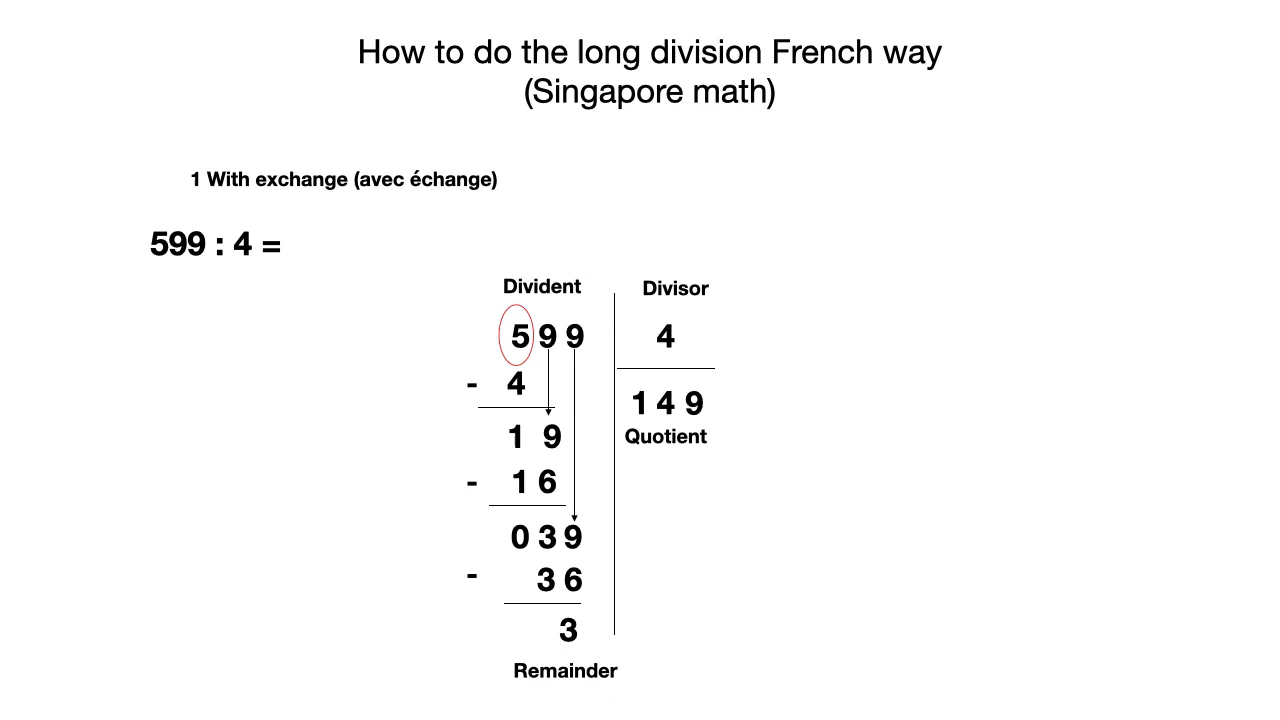 How to do the long division French way
(Singapore math)
1 With exchange (avec échange)
599 : 4 =
Divident Divisor
5 9 9 4
- 4
1 4 9
1 9 Quotient
- 1 6
0 3 9
- 3 6
3
Remainder